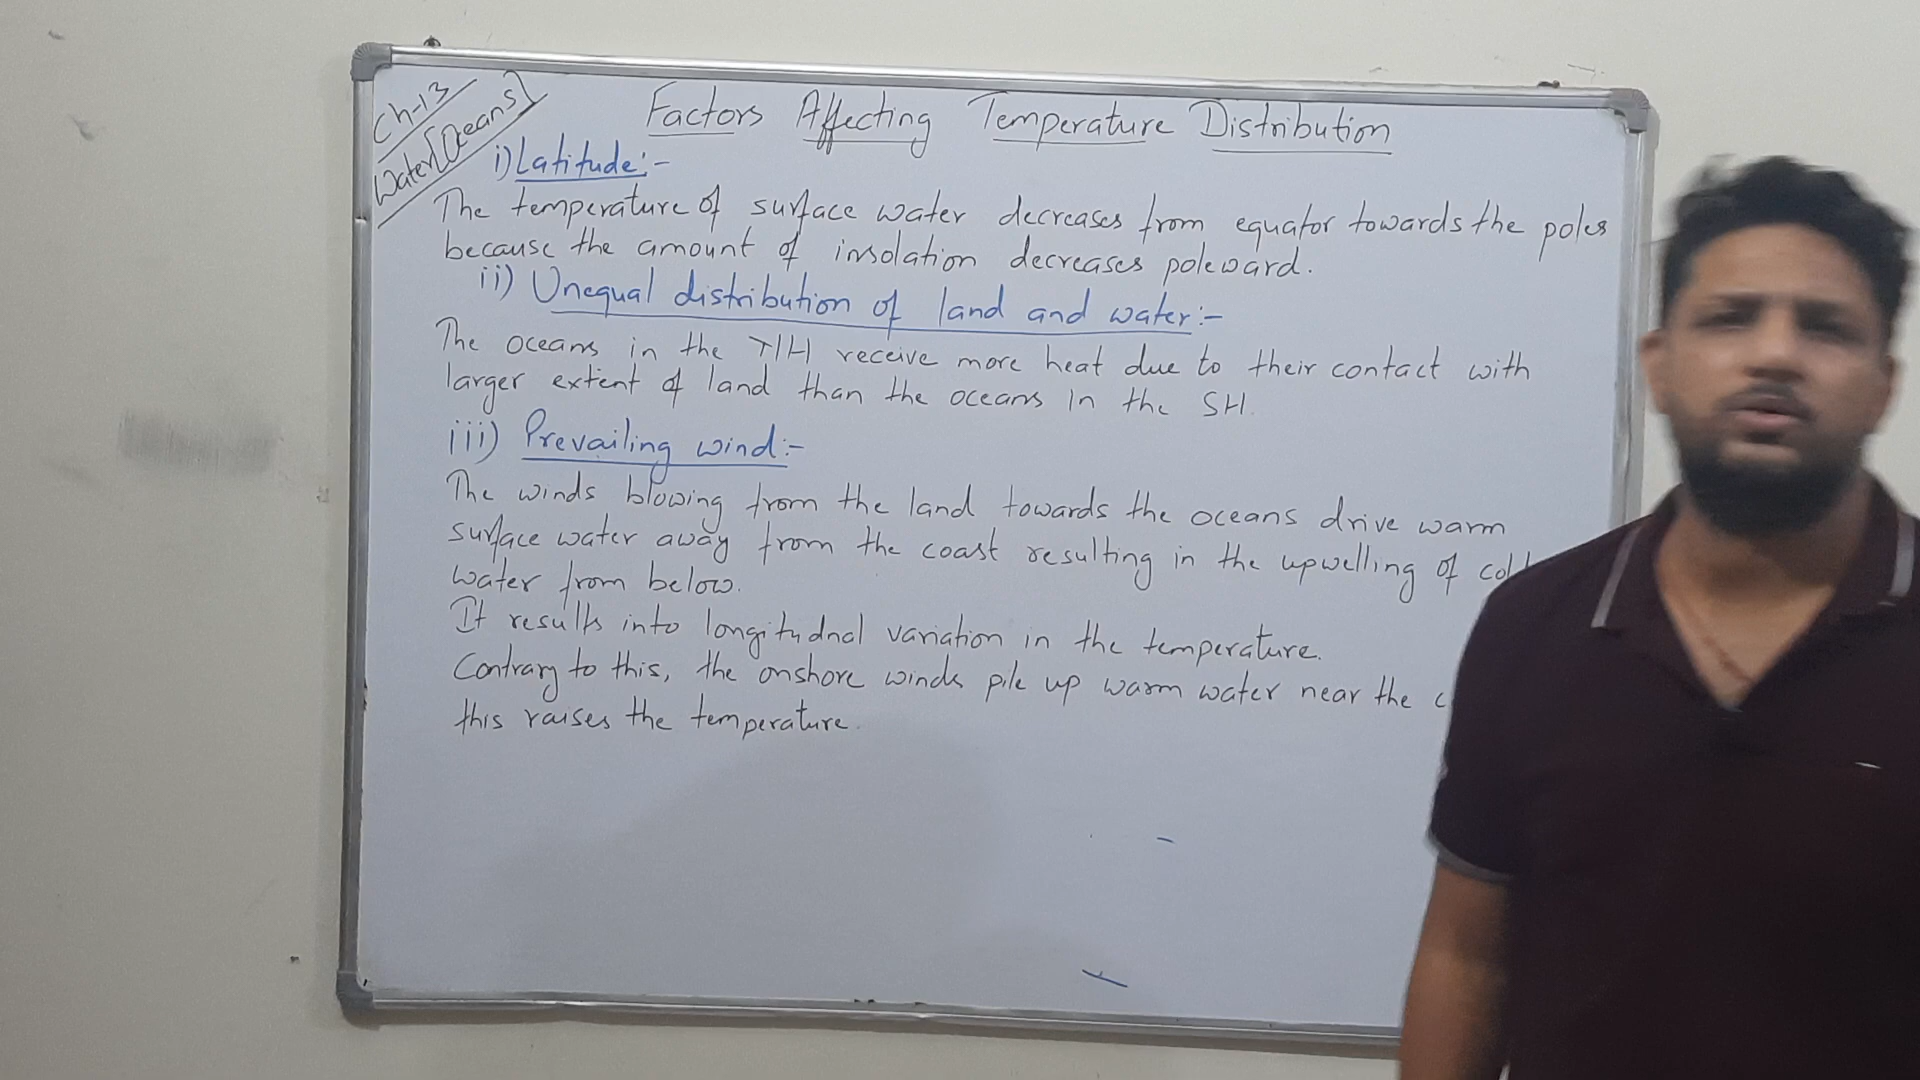 Ch-13
Water[Oceans]
Factors Affecting Temperature Distribution
i) Latitude:-
The temperature of surface water decreases from equator towards the poles
because the amount of insolation decreases poleward.
ii) Unequal distribution of land and water:-
The oceans in the receive more heat due to their contact with
larger extent of land than the oceans in the SH.
iii) Prevailing wind:-
The winds blowing from the land towards the oceans drive warm
surface water away from the coast resulting in the upwelling of
water from below.
It results into longitudnal variation in the temperature.
Contrary to this, the onshore winds pile up warm water near the
this raises the temperature.